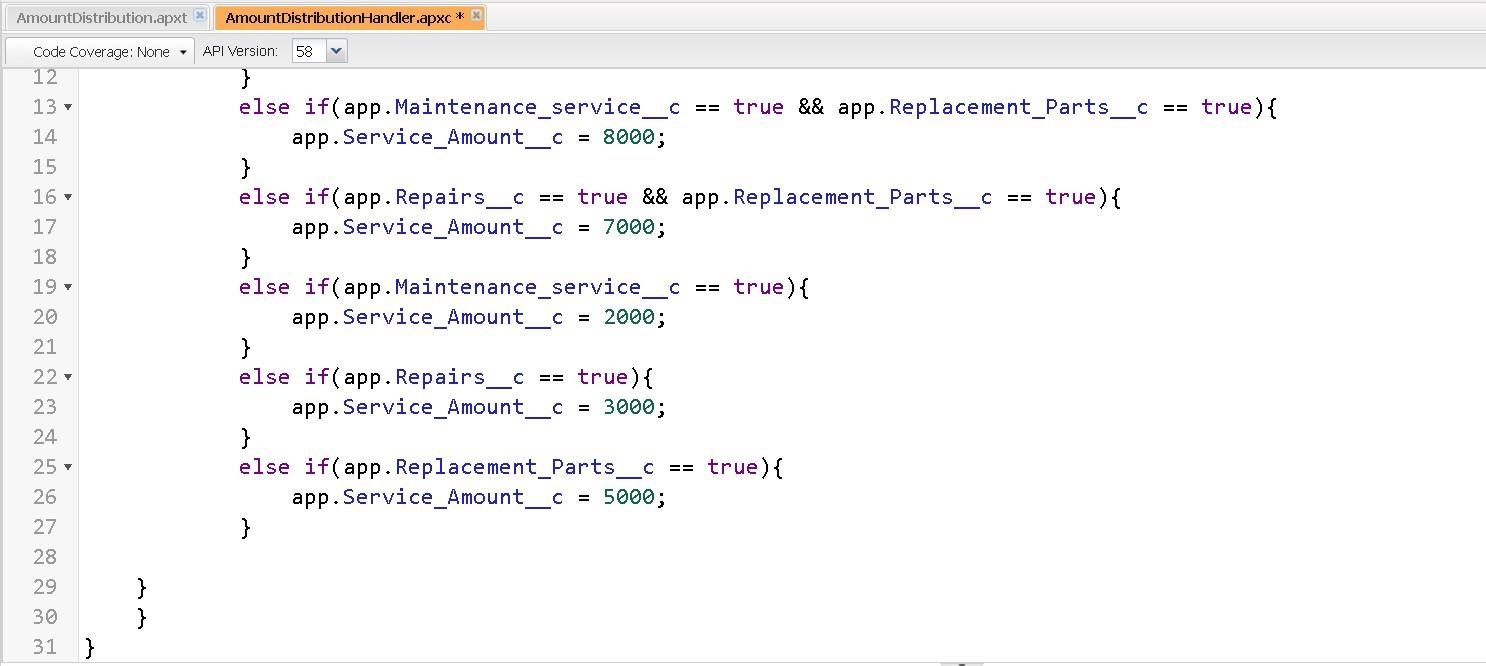 AmountDistribution.apxt AmountDistributionHandler.apxc *
Code Coverage: None API Version: 58
12 }
13 else if(app.Maintenance_service__c == true && app.Replacement_Parts__c == true){
14 app.Service_Amount__c = 8000;
15 }
16 else if(app.Repairs__c == true && app.Replacement_Parts__c == true){
17 app.Service_Amount__c = 7000;
18 }
19 else if(app.Maintenance_service__c == true){
20 app.Service_Amount__c = 2000;
21 }
22 else if(app.Repairs__c == true){
23 app.Service_Amount__c = 3000;
24 }
25 else if(app.Replacement_Parts__c == true){
26 app.Service_Amount__c = 5000;
27 }
28
29 }
30 }
31 }